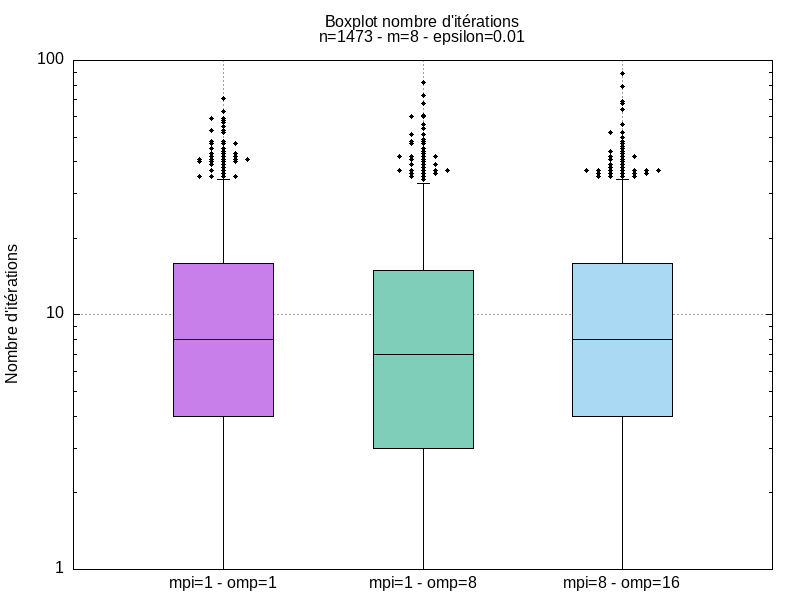 Boxplot nombre d'itérations
n=1473 - m=8 - epsilon=0.01
100
10
1
Nombre d'itérations
mpi=1 - omp=1
mpi=1 - omp=8
mpi=8 - omp=16